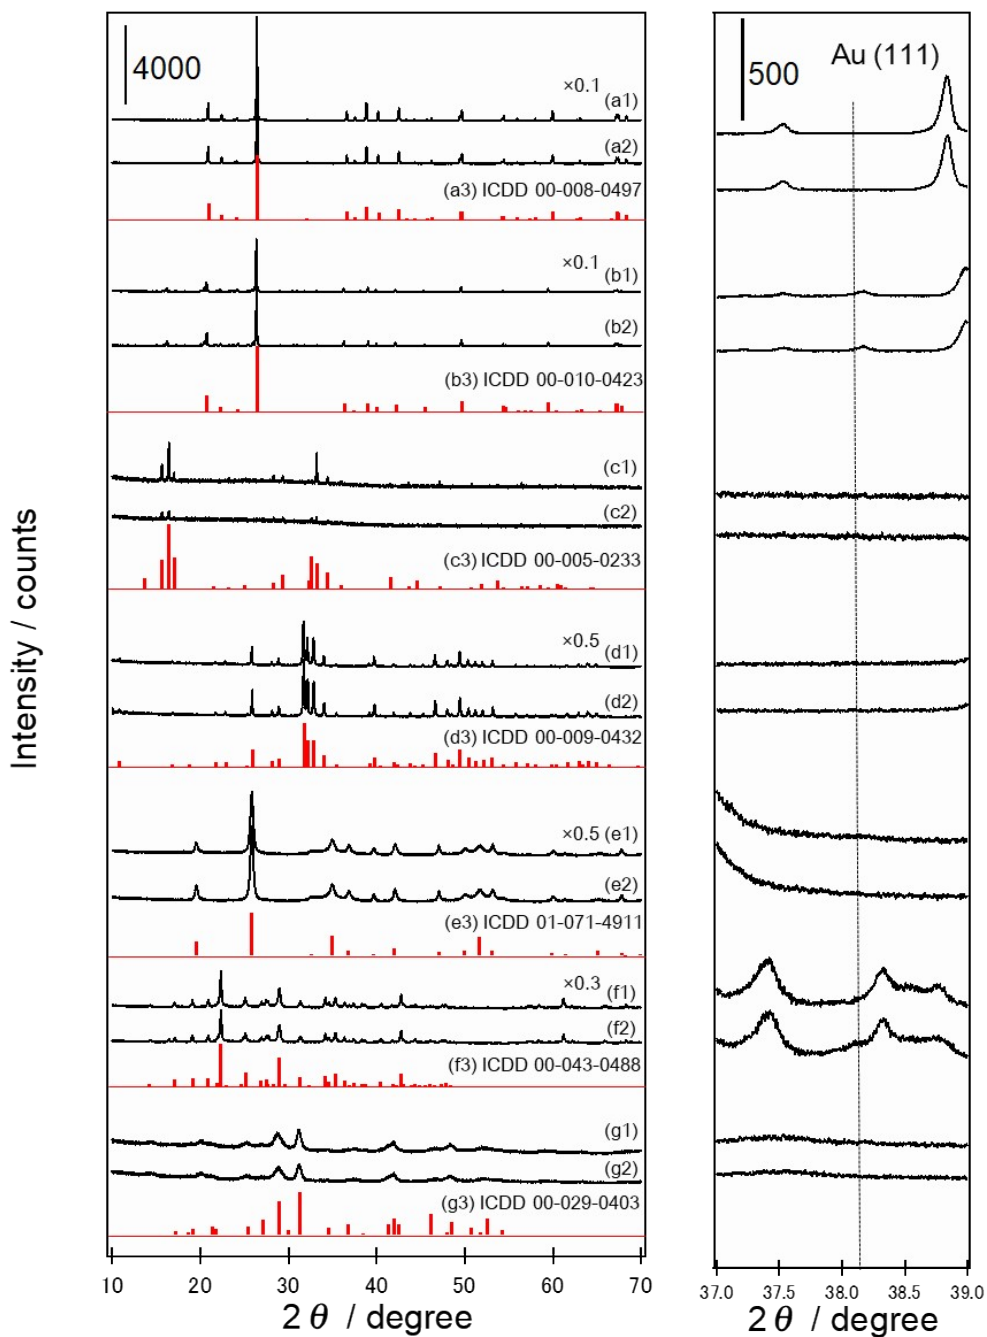 4000
×0.1
(a1)
(a2)
(a3) ICDD 00-008-0497
×0.1
(b1)
(b2)
(b3) ICDD 00-010-0423
(c1)
(c2)
(c3) ICDD 00-005-0233
×0.5
(d1)
(d2)
(d3) ICDD 00-009-0432
×0.5 (e1)
(e2)
(e3) ICDD 01-071-4911
×0.3 (f1)
(f2)
(f3) ICDD 00-043-0488
(g1)
(g2)
(g3) ICDD 00-029-0403
Intensity / counts
10 20 30 40 50 60 70
2 θ / degree
Au (111)
500
37.0 37.5 38.0 38.5 39.0
2 θ / degree